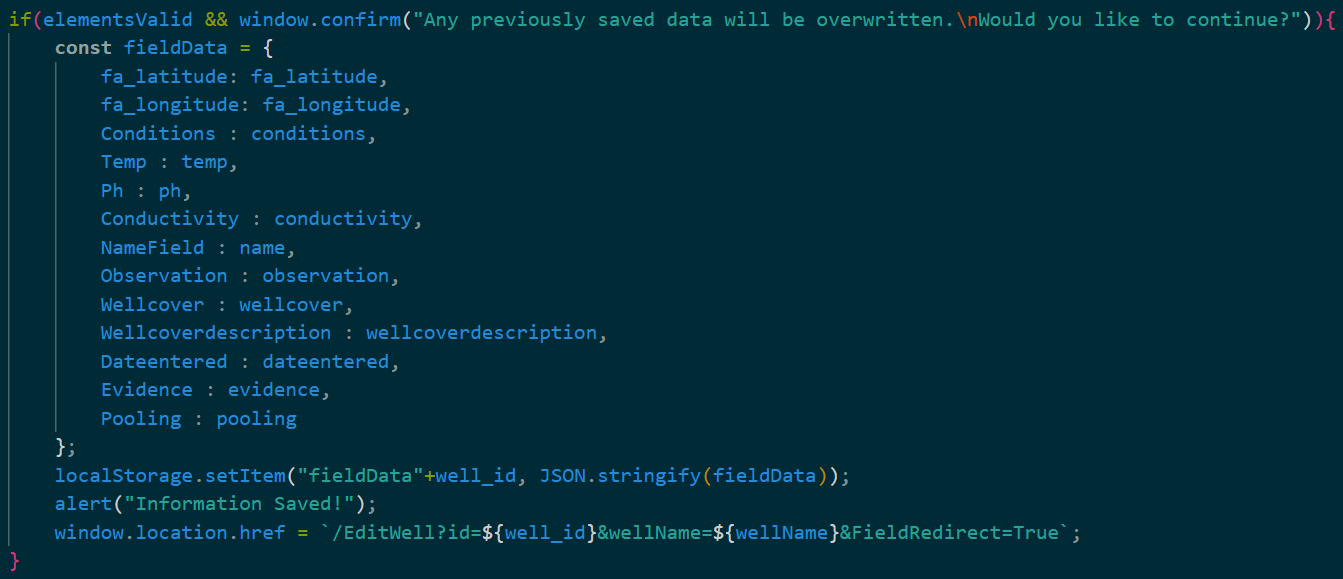 if(elementsValid && window.confirm("Any previously saved data will be overwritten.\nWould you like to continue?")){
    const fieldData = {
        fa_latitude: fa_latitude,
        fa_longitude: fa_longitude,
        Conditions : conditions,
        Temp : temp,
        Ph : ph,
        Conductivity : conductivity,
        NameField : name,
        Observation : observation,
        Wellcover : wellcover,
        Wellcoverdescription : wellcoverdescription,
        Dateentered : dateentered,
        Evidence : evidence,
        Pooling : pooling
    };
    localStorage.setItem("fieldData"+well_id, JSON.stringify(fieldData));
    alert("Information Saved!");
    window.location.href = `/EditWell?id=${well_id}&wellName=${wellName}&FieldRedirect=True`;
}